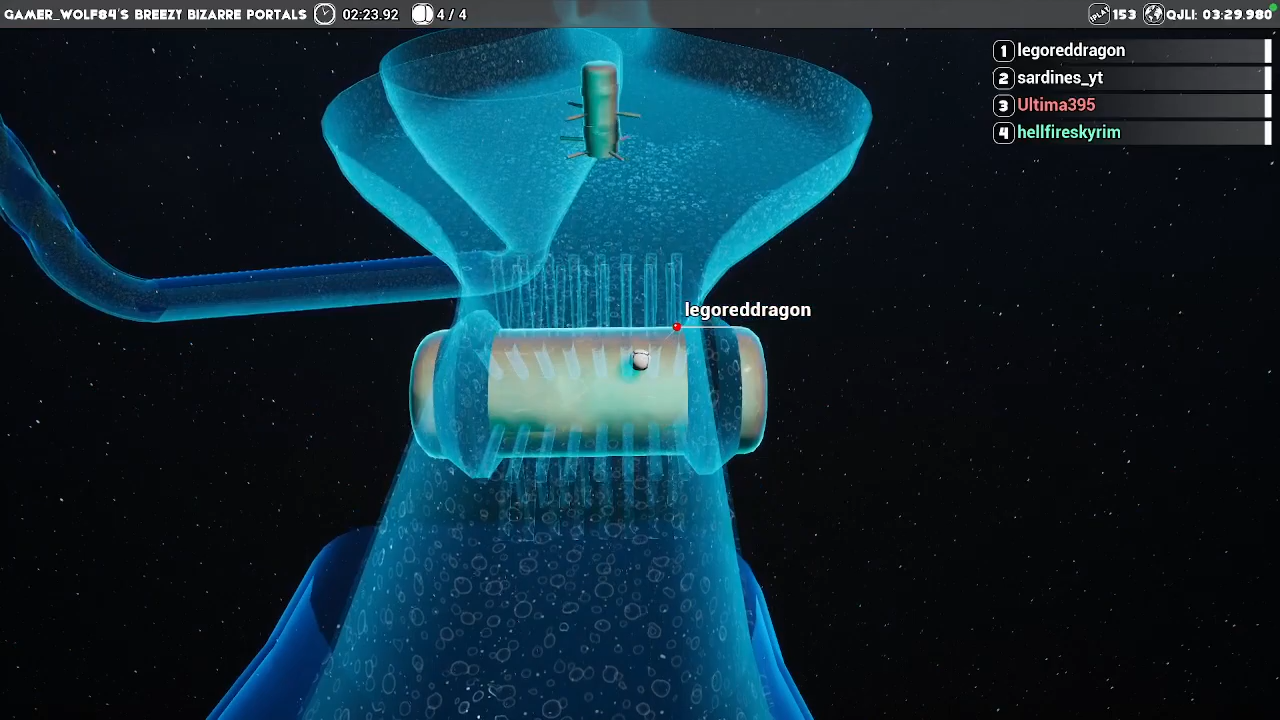 GAMER_WOLF84'S BREEZY BIZARRE PORTALS 02:23.92 4 / 4
153 QJLI: 03:29.980
1 legoreddragon
2 sardines_yt
3 Ultima395
4 hellfireskyrim
legoreddragon